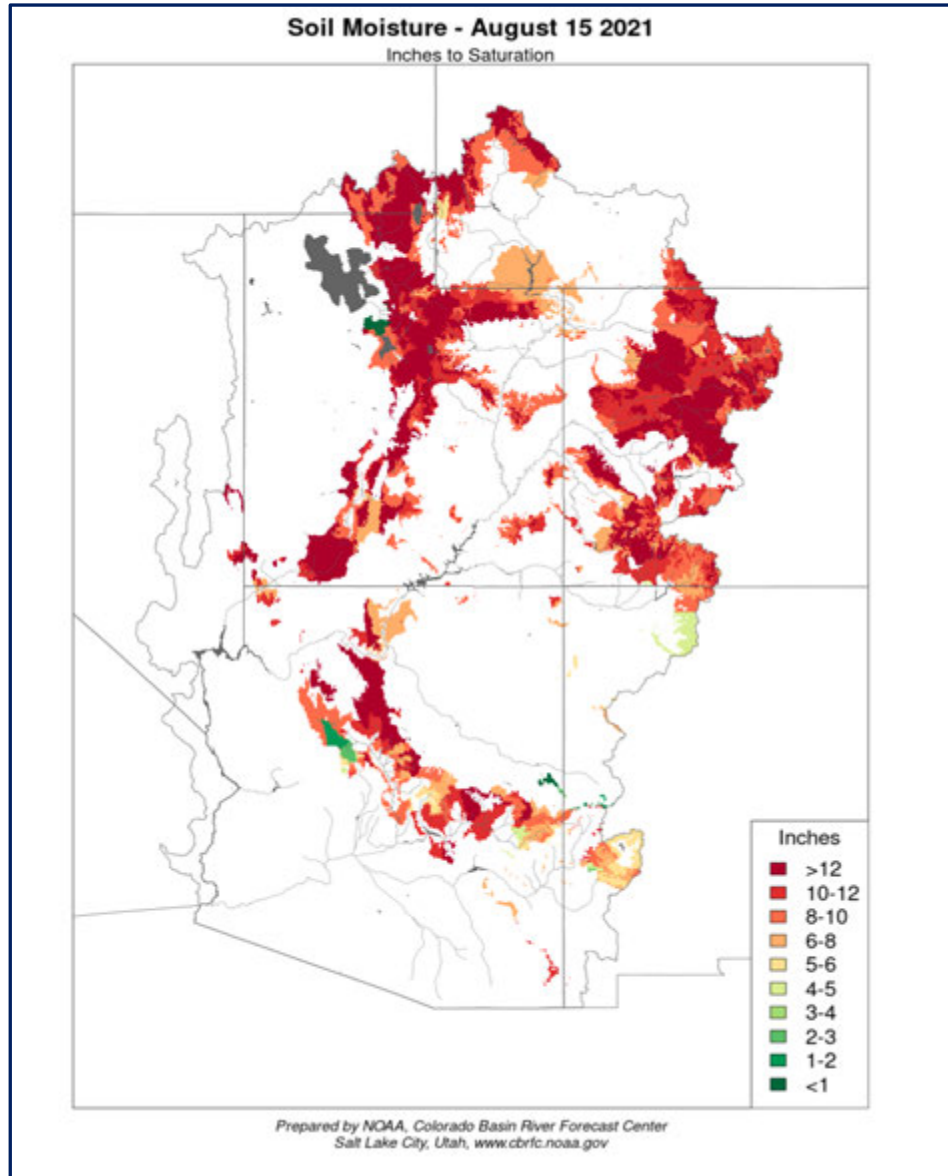 Soil Moisture - August 15 2021
Inches to Saturation
Inches
>12
10-12
8-10
6-8
5-6
4-5
3-4
2-3
1-2
<1
Prepared by NOAA, Colorado Basin River Forecast Center
Salt Lake City, Utah, www.cbrfc.noaa.gov